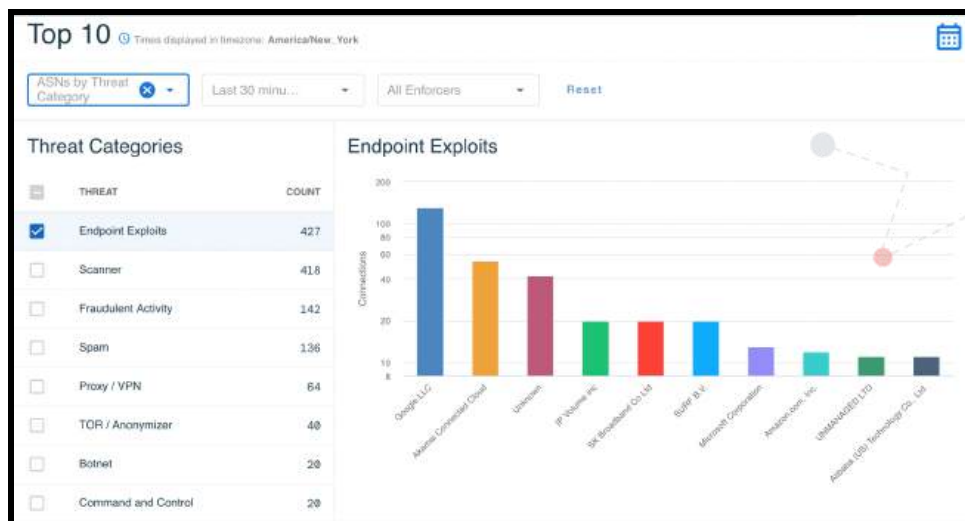 Top 10
Times displayed in timezone: America/New_York
ASNs by Threat
Category
Last 30 minu...
All Enforcers
Reset
Threat Categories
THREAT COUNT
Endpoint Exploits 427
Scanner 418
Fraudulent Activity 142
Spam 136
Proxy / VPN 64
TOR / Anonymizer 40
Botnet 20
Command and Control 20
Endpoint Exploits
Connections
200
100
80
60
40
20
10
8
Google LLC
Akamai Connected Cloud
Unknown
IP Volume inc
SK Broadband Co Ltd
SURF B.V.
Microsoft Corporation
Amazon.com, Inc.
UNMANAGED LTD
Alibaba (US) Technology Co., Ltd.